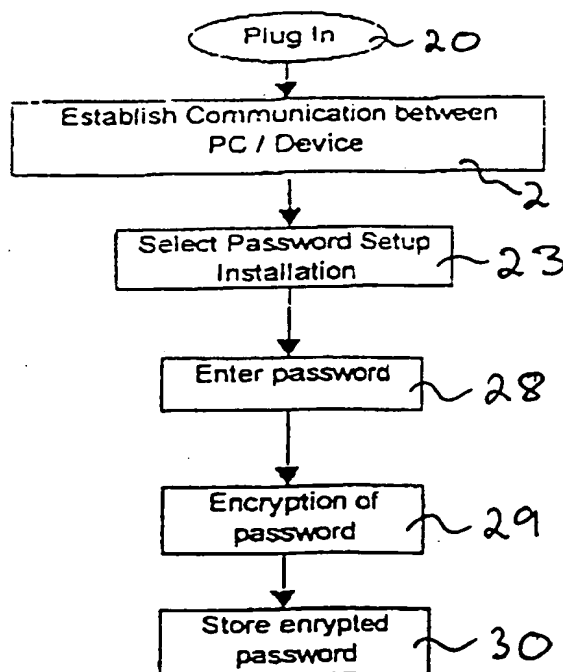 Plug In
20
Establish Communication between
PC / Device
2
Select Password Setup
Installation
23
Enter password
28
Encryption of
password
29
Store enrypted
password
30